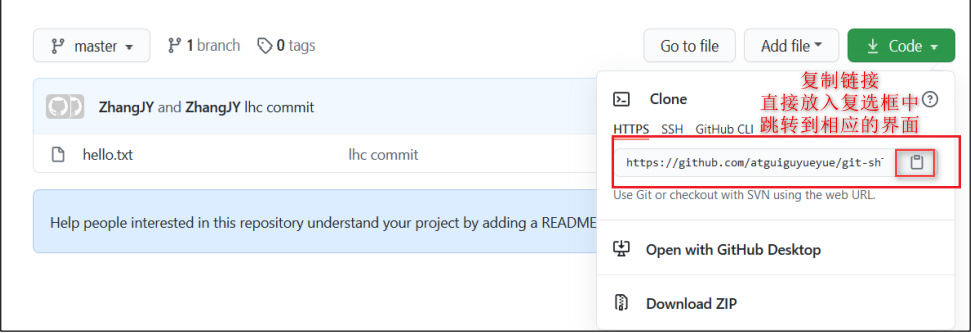 master
1 branch
0 tags
Go to file
Add file
Code
ZhangJY and ZhangJY lhc commit
hello.txt
lhc commit
Help people interested in this repository understand your project by adding a README
Clone
复制链接
直接放入复选框中
跳转到相应的界面
HTTPS SSH GitHub CLI
https://github.com/atguiguyueyue/git-sh
Use Git or checkout with SVN using the web URL.
Open with GitHub Desktop
Download ZIP